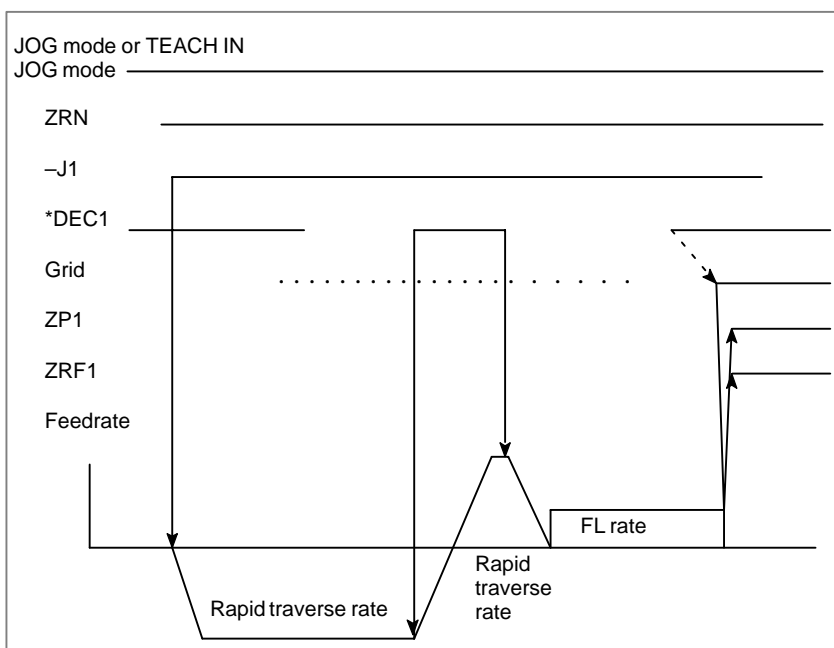 JOG mode or TEACH IN
JOG mode
ZRN
–J1
*DEC1
Grid
ZP1
ZRF1
Feedrate
FL rate
Rapid
traverse
rate
Rapid traverse rate